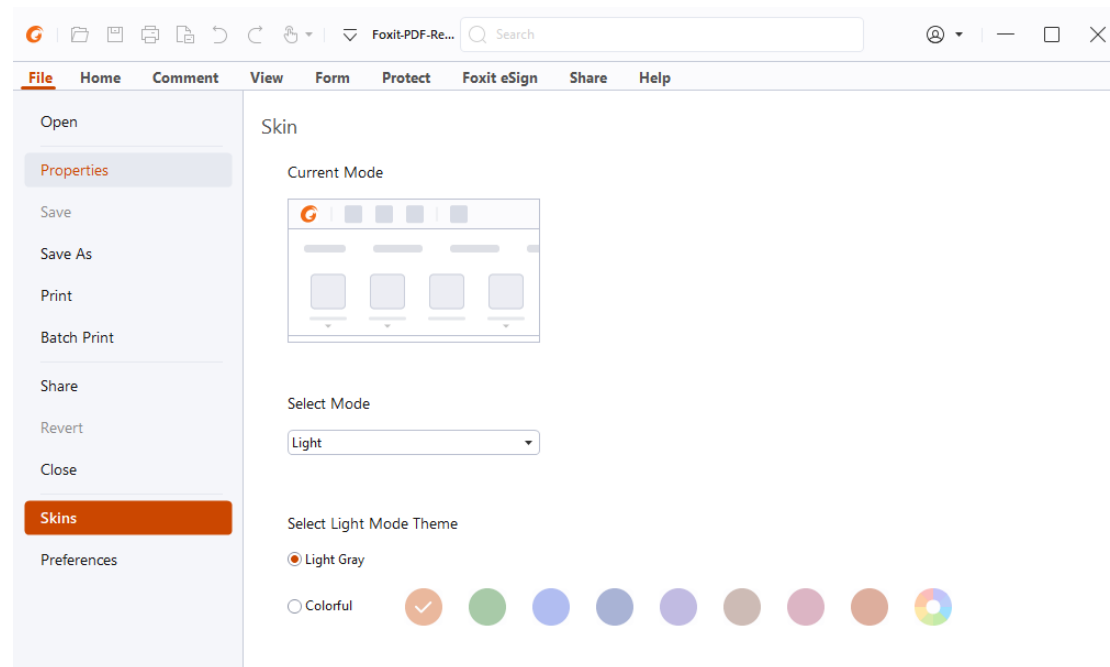 Foxit-PDF-Re... Search
File Home Comment View Form Protect Foxit eSign Share Help
Open
Properties
Save
Save As
Print
Batch Print
Share
Revert
Close
Skins
Preferences
Skin
Current Mode
Select Mode
Light
Select Light Mode Theme
Light Gray
Colorful